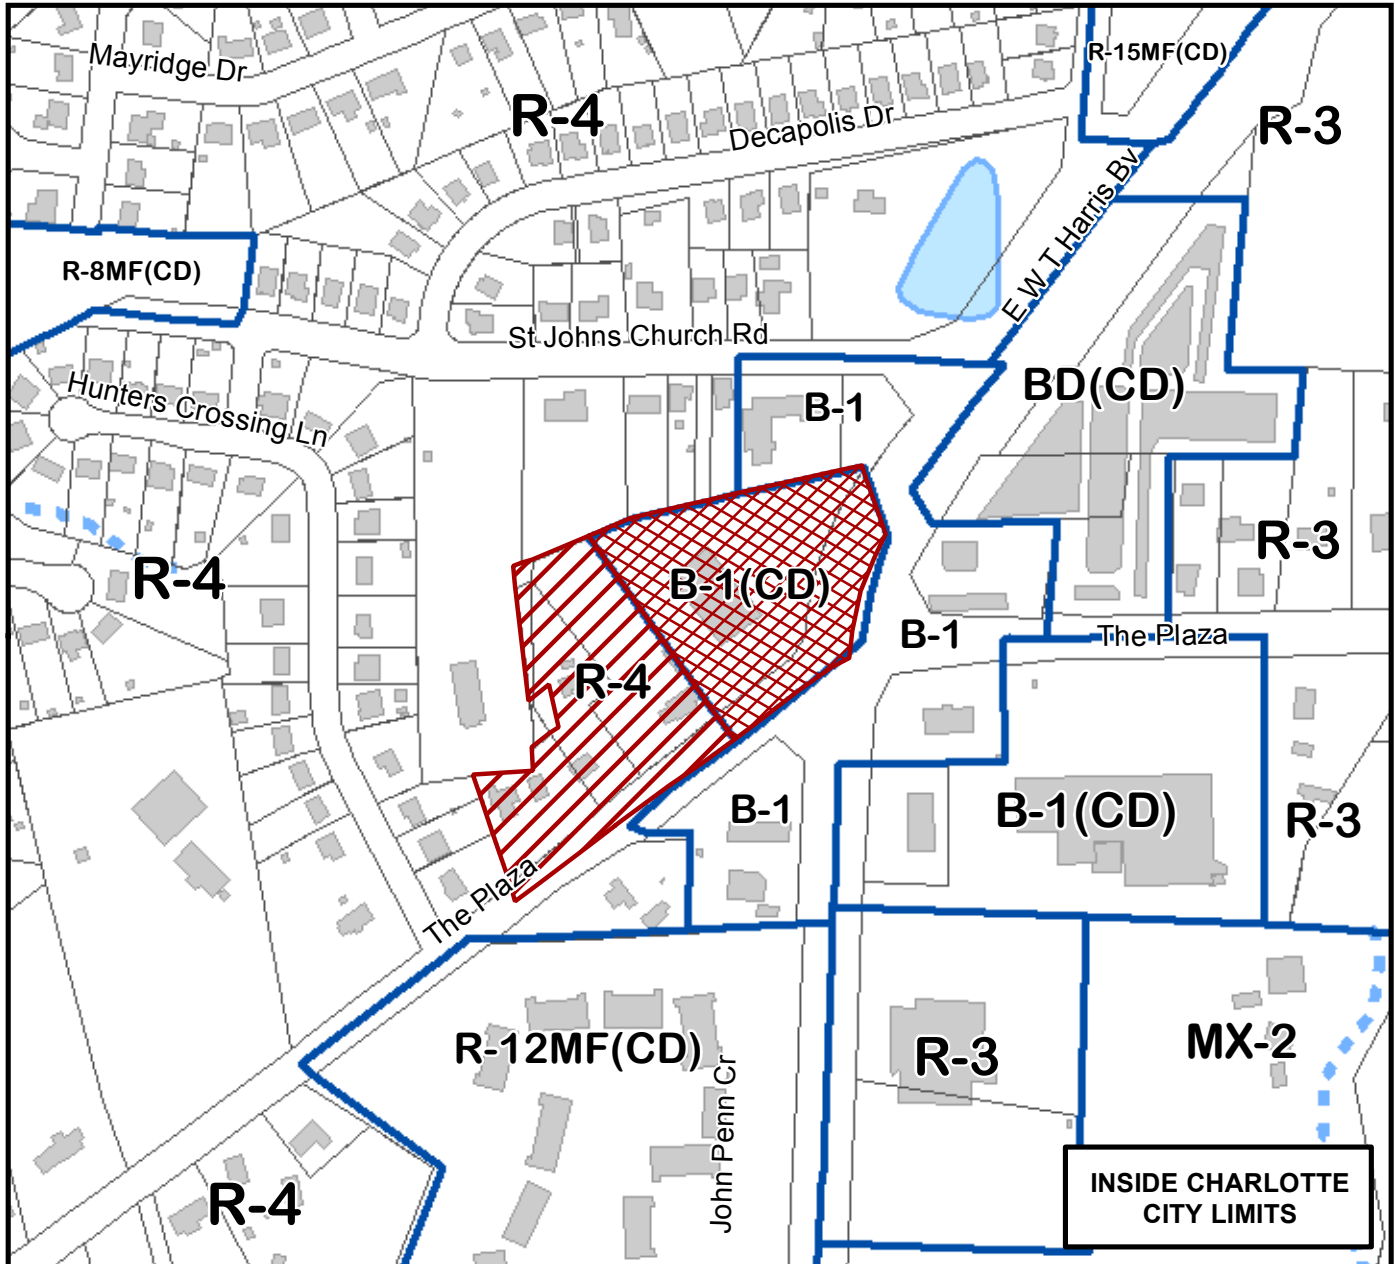 Mayridge Dr
R-15MF(CD)
R-4
Decapolis Dr
R-3
E W T Harris Bv
R-8MF(CD)
St Johns Church Rd
Hunters Crossing Ln
B-1
BD(CD)
R-4
B-1(CD)
R-3
B-1
The Plaza
R-4
B-1
B-1(CD)
R-3
The Plaza
R-12MF(CD)
John Penn Cr
R-3
MX-2
R-4
INSIDE CHARLOTTE
CITY LIMITS